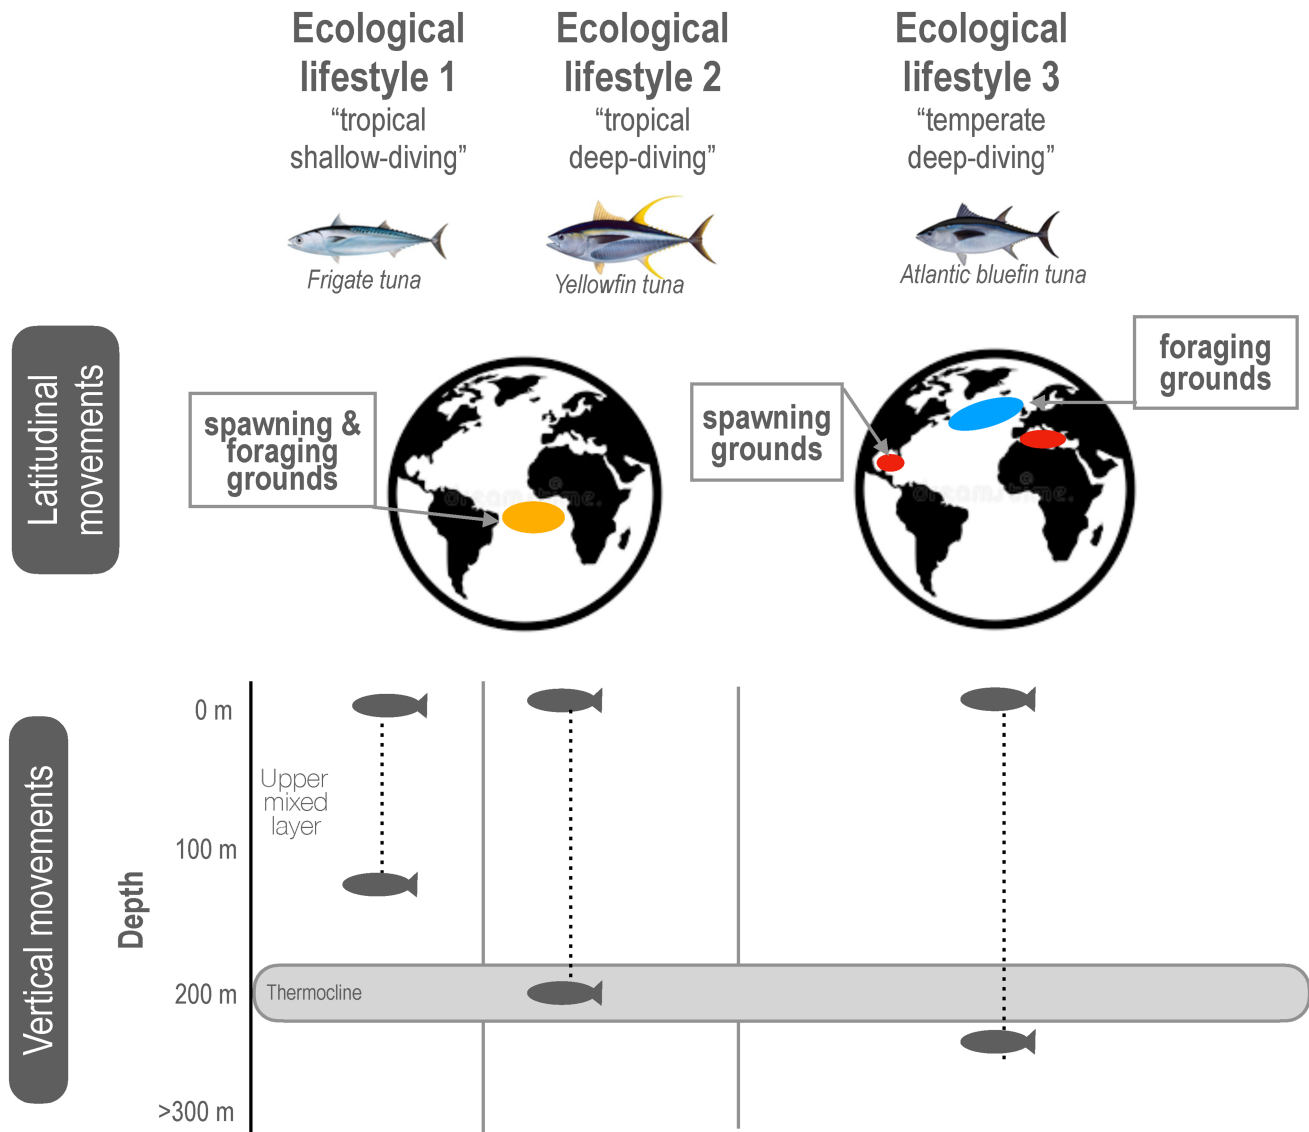 Ecological
lifestyle 1
“tropical
shallow-diving”
Ecological
lifestyle 2
“tropical
deep-diving”
Ecological
lifestyle 3
“temperate
deep-diving”
Frigate tuna
Yellowfin tuna
Atlantic bluefin tuna
Latitudinal
movements
spawning &
foraging
grounds
dreamstime.
spawning
grounds
foraging
grounds
dreamstime.
Vertical movements
Depth
0 m
Upper
mixed
layer
100 m
200 m
Thermocline
>300 m